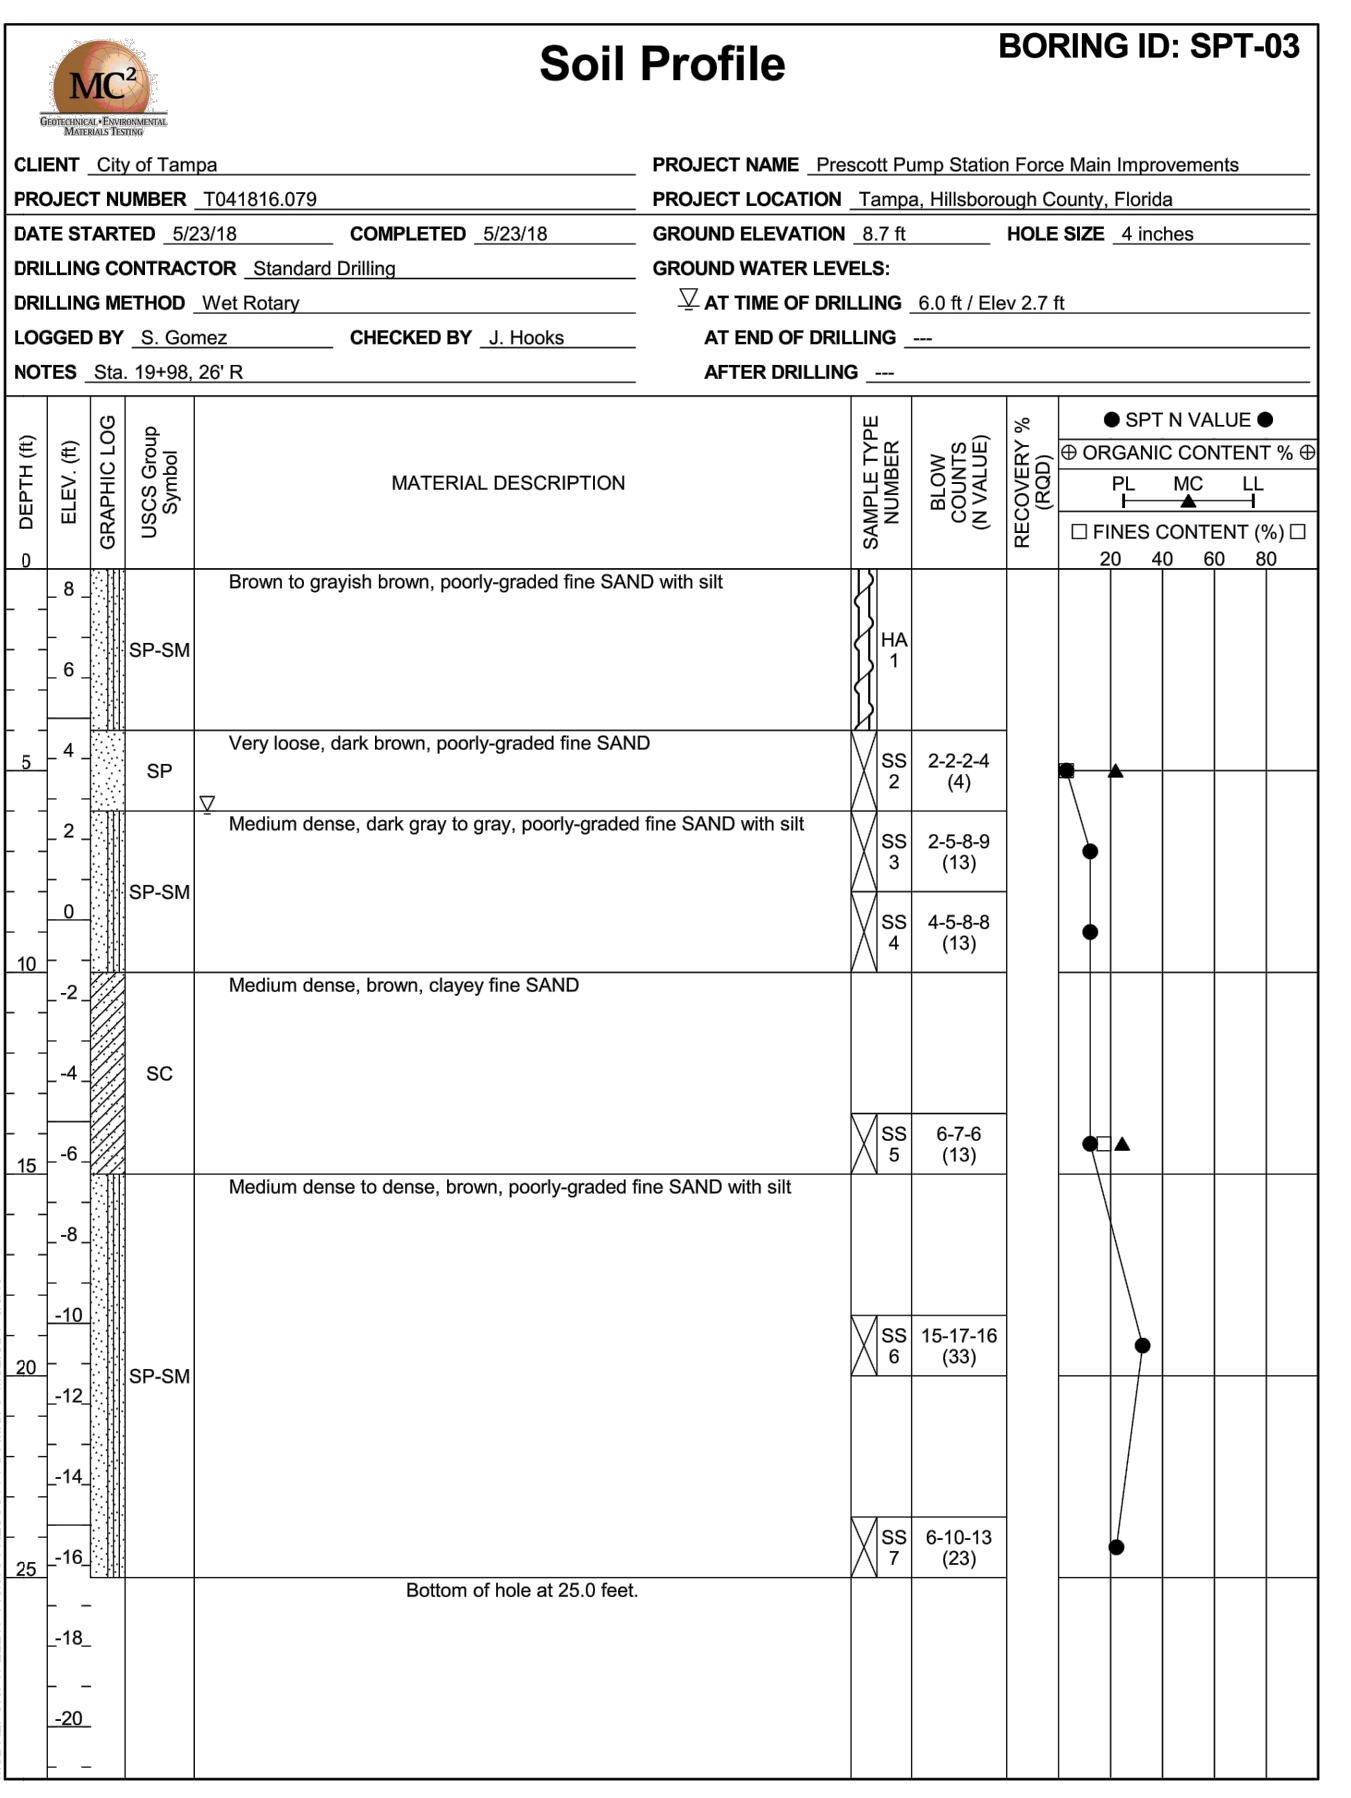 MC²
GEOTECHNICAL•ENVIRONMENTAL
MATERIALS TESTING
Soil Profile
BORING ID: SPT-03
CLIENT City of Tampa
PROJECT NAME Prescott Pump Station Force Main Improvements
PROJECT NUMBER T041816.079
PROJECT LOCATION Tampa, Hillsborough County, Florida
DATE STARTED 5/23/18 COMPLETED 5/23/18
GROUND ELEVATION 8.7 ft HOLE SIZE 4 inches
DRILLING CONTRACTOR Standard Drilling
GROUND WATER LEVELS:
DRILLING METHOD Wet Rotary
AT TIME OF DRILLING 6.0 ft / Elev 2.7 ft
LOGGED BY S. Gomez CHECKED BY J. Hooks
AT END OF DRILLING ---
NOTES Sta. 19+98, 26' R
AFTER DRILLING ---
DEPTH (ft)
ELEV. (ft)
GRAPHIC LOG
USCS Group
Symbol
MATERIAL DESCRIPTION
SAMPLE TYPE
NUMBER
BLOW
COUNTS
(N VALUE)
RECOVERY %
(RQD)
● SPT N VALUE ●
⊕ ORGANIC CONTENT % ⊕
PL MC LL
□ FINES CONTENT (%) □
20 40 60 80
0
8
Brown to grayish brown, poorly-graded fine SAND with silt
SP-SM
HA
1
6
Very loose, dark brown, poorly-graded fine SAND
4
5
SP
SS
2
2-2-2-4
(4)
Medium dense, dark gray to gray, poorly-graded fine SAND with silt
2
SS
3
2-5-8-9
(13)
SP-SM
0
SS
4
4-5-8-8
(13)
10
Medium dense, brown, clayey fine SAND
-2
SC
-4
SS
5
6-7-6
(13)
-6
15
Medium dense to dense, brown, poorly-graded fine SAND with silt
-8
-10
SS
6
15-17-16
(33)
20
SP-SM
-12
-14
SS
7
6-10-13
(23)
-16
25
Bottom of hole at 25.0 feet.
-18
-20